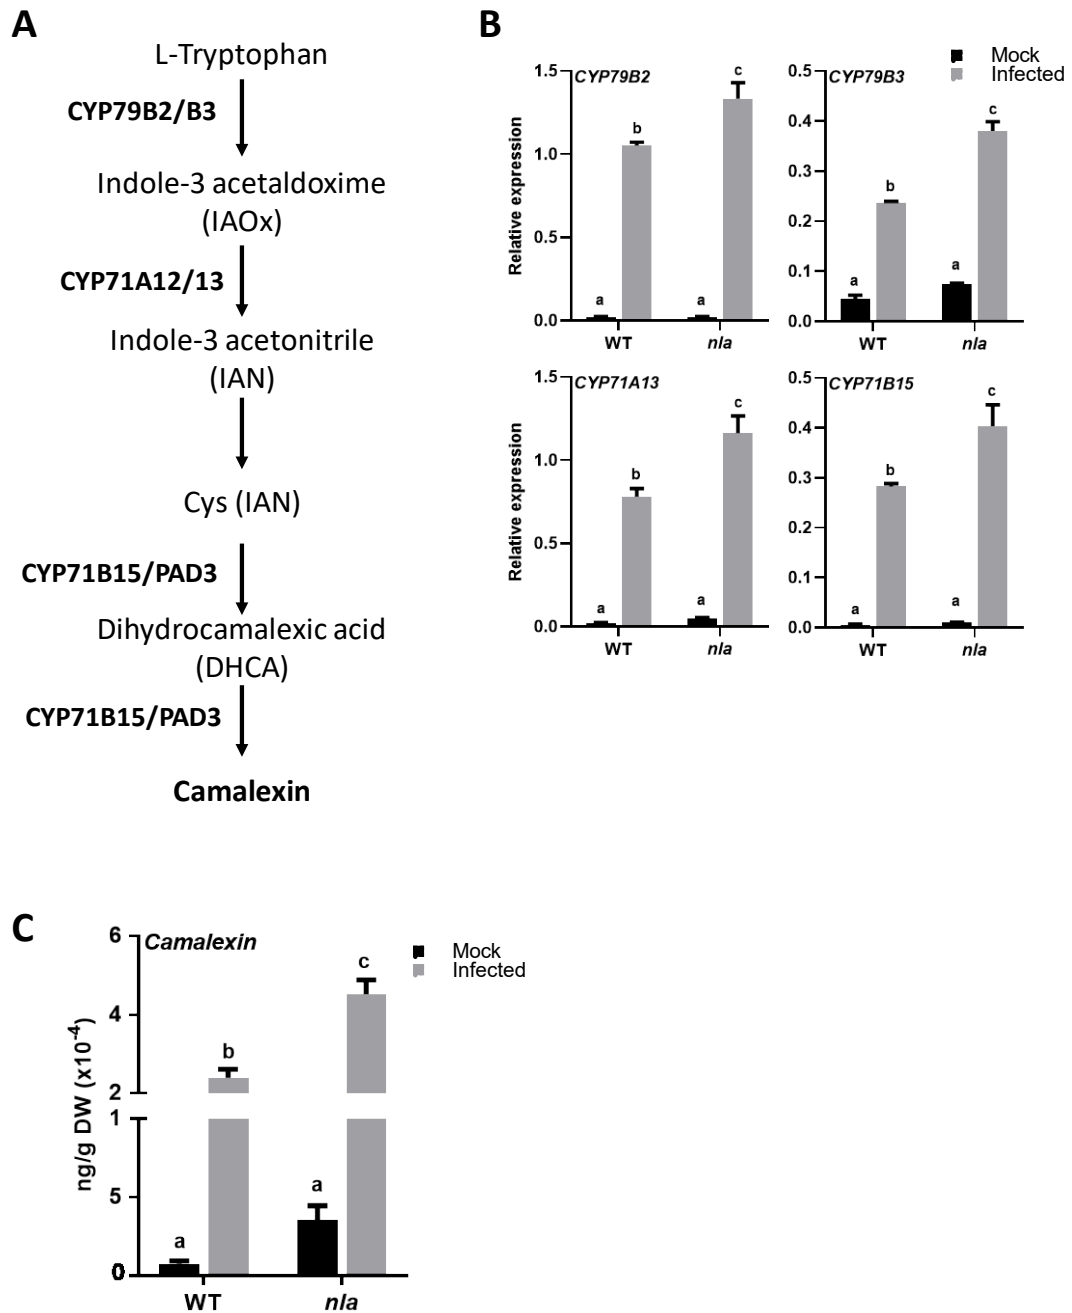 A
L-Tryptophan
CYP79B2/B3
Indole-3 acetaldoxime
(IAOx)
CYP71A12/13
Indole-3 acetonitrile
(IAN)
Cys (IAN)
CYP71B15/PAD3
Dihydrocamalexic acid
(DHCA)
CYP71B15/PAD3
Camalexin
B
Mock
Infected
CYP79B2
Relative expression
1.5
1.0
0.5
0.0
a
b
a
c
WT
nla
CYP79B3
0.5
0.4
0.3
0.2
0.1
0.0
a
b
a
c
WT
nla
CYP71A13
Relative expression
1.5
1.0
0.5
0.0
a
b
a
c
WT
nla
CYP71B15
0.5
0.4
0.3
0.2
0.1
0.0
a
b
a
c
WT
nla
C
Camalexin
Mock
Infected
ng/g DW (x10-4)
6
4
2
1
5
0
a
b
a
c
WT
nla